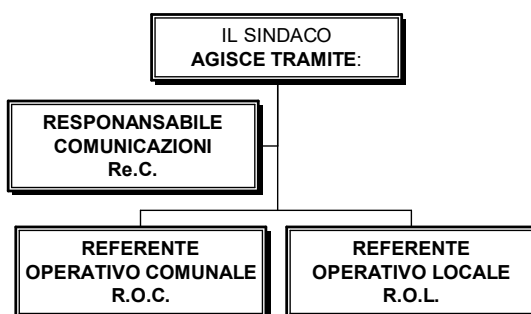 IL SINDACO
AGISCE TRAMITE:
RESPONANSABILE
COMUNICAZIONI
Re.C.
REFERENTE
OPERATIVO COMUNALE
R.O.C.
REFERENTE
OPERATIVO LOCALE
R.O.L.